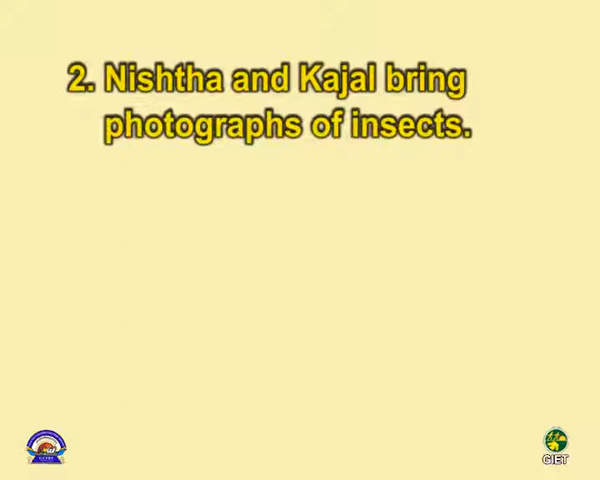 2. Nishtha and Kajal bring
photographs of insects.
GIET